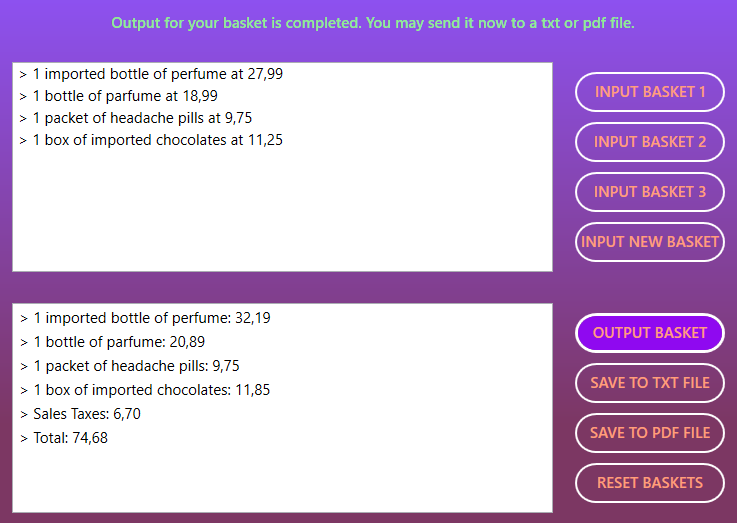 Output for your basket is completed. You may send it now to a txt or pdf file.
> 1 imported bottle of perfume at 27,99
> 1 bottle of parfume at 18,99
> 1 packet of headache pills at 9,75
> 1 box of imported chocolates at 11,25
INPUT BASKET 1
INPUT BASKET 2
INPUT BASKET 3
INPUT NEW BASKET
> 1 imported bottle of perfume: 32,19
> 1 bottle of parfume: 20,89
> 1 packet of headache pills: 9,75
> 1 box of imported chocolates: 11,85
> Sales Taxes: 6,70
> Total: 74,68
OUTPUT BASKET
SAVE TO TXT FILE
SAVE TO PDF FILE
RESET BASKETS